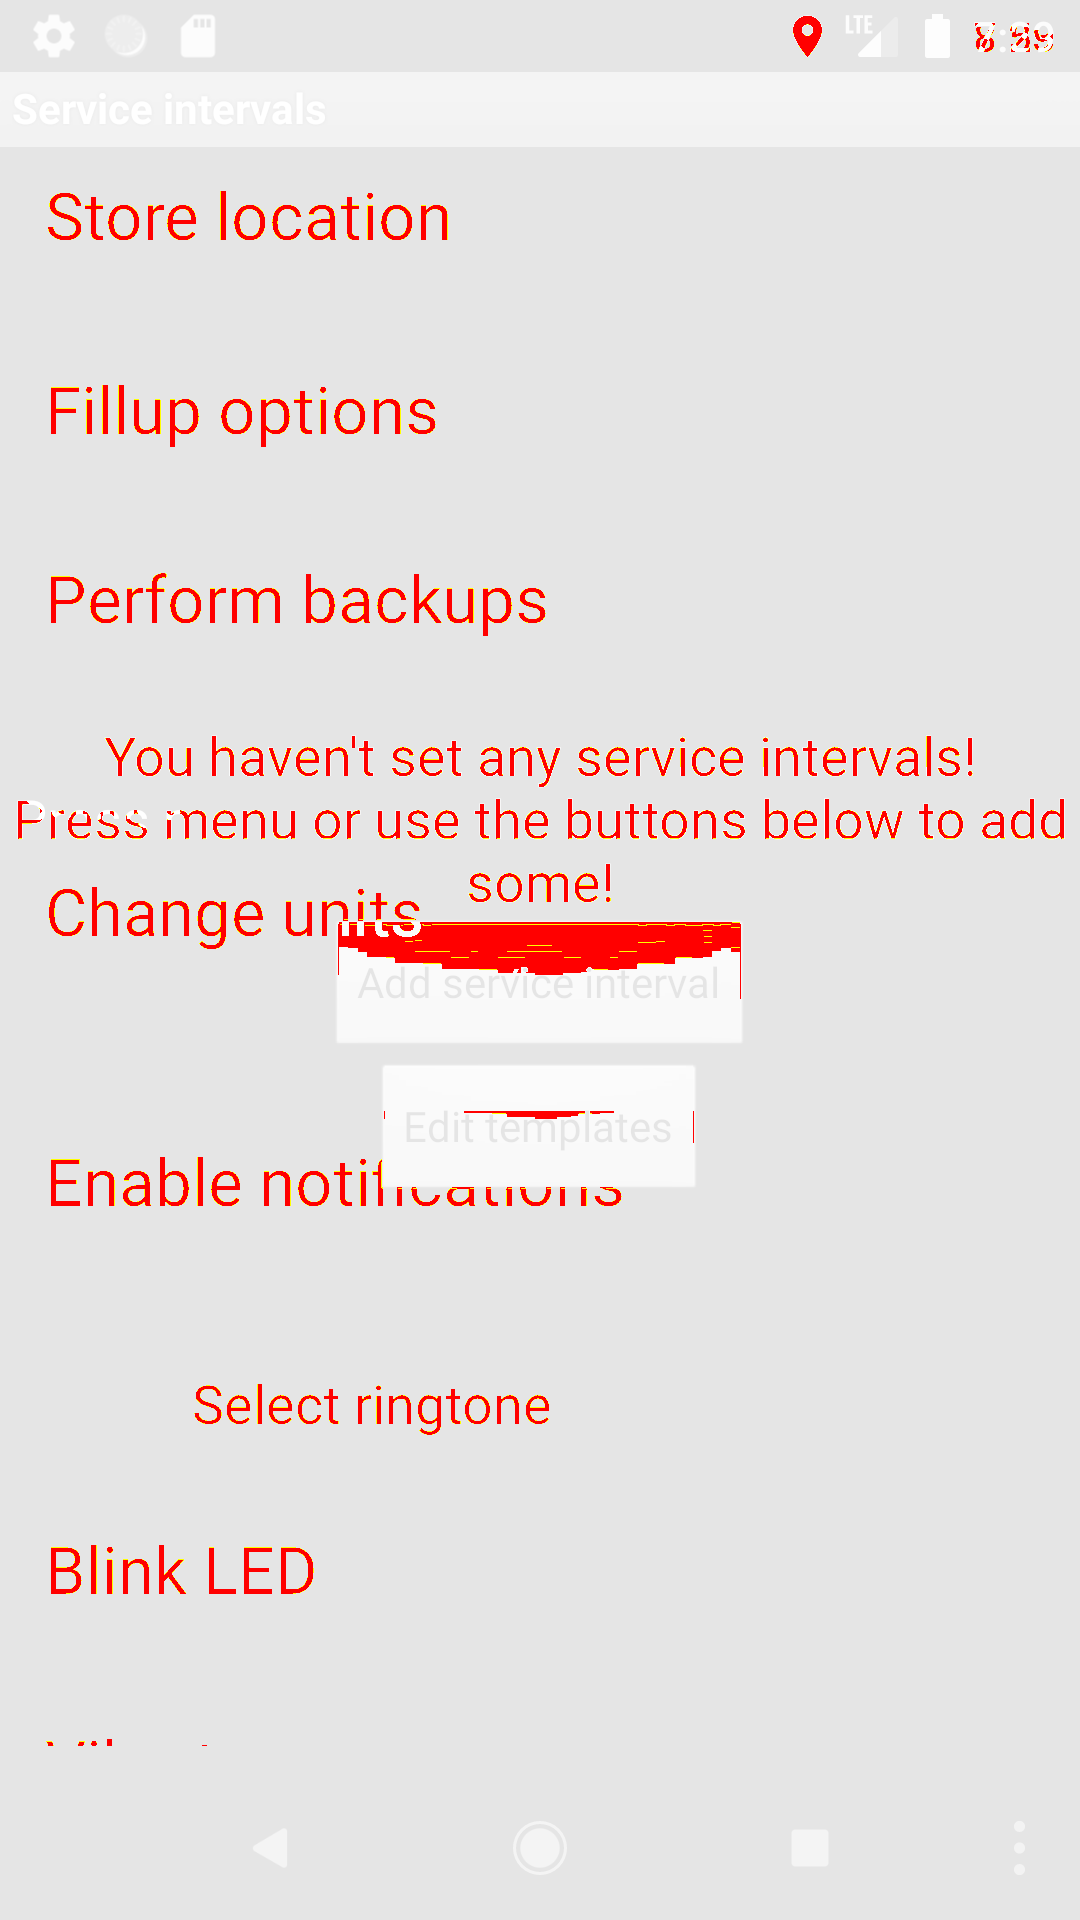 LTE
Service intervals
Store location
Fillup options
Perform backups
You haven't set any service intervals!
Press menu or use the buttons below to add
some!
Change units
Add service interval
Edit templates
Enable notifications
Select ringtone
Blink LED